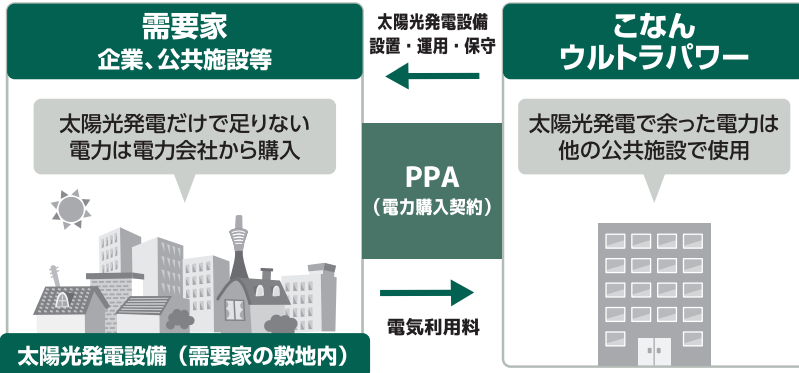 需要家
企業、公共施設等
太陽光発電だけで足りない
電力は電力会社から購入
太陽光発電設備（需要家の敷地内）
太陽光発電設備
設置・運用・保守
PPA
（電力購入契約）
電気利用料
こなん
ウルトラパワー
太陽光発電で余った電力は
他の公共施設で使用